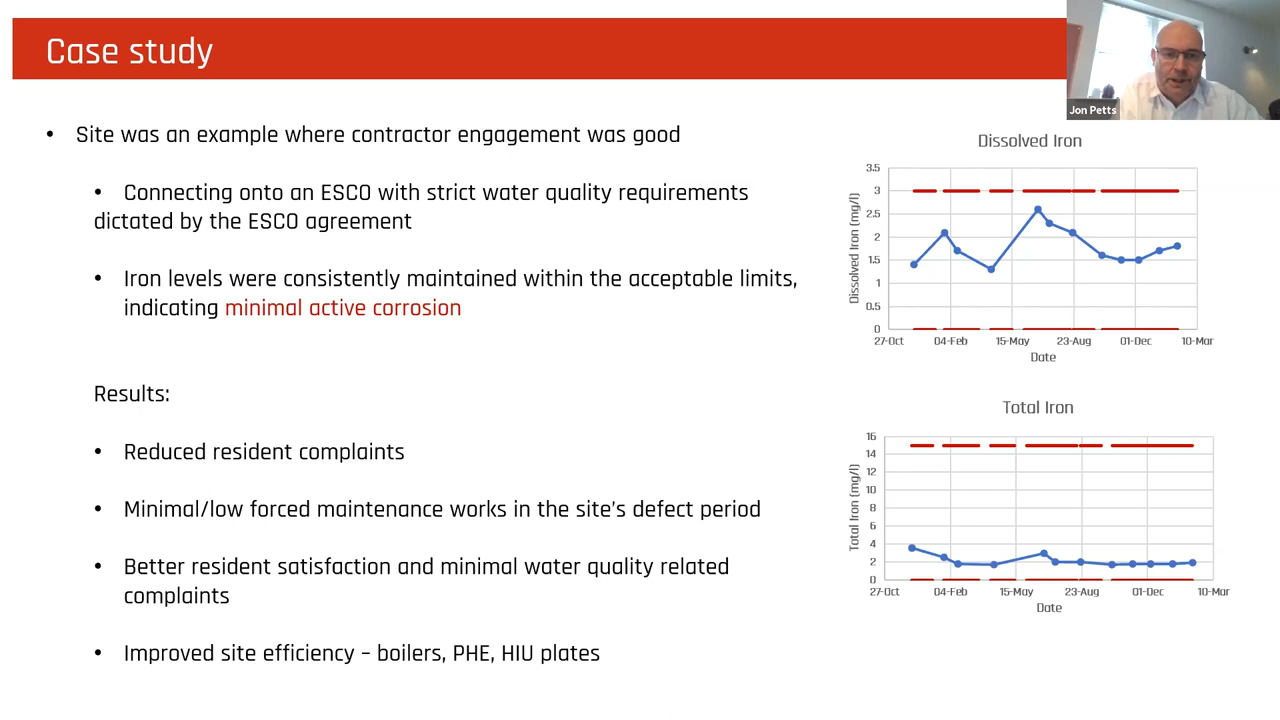 Case study
Jon Petts
• Site was an example where contractor engagement was good
• Connecting onto an ESCO with strict water quality requirements
dictated by the ESCO agreement
• Iron levels were consistently maintained within the acceptable limits,
indicating minimal active corrosion
Results:
• Reduced resident complaints
• Minimal/low forced maintenance works in the site's defect period
• Better resident satisfaction and minimal water quality related
complaints
• Improved site efficiency – boilers, PHE, HIU plates
Dissolved Iron
Dissolved Iron (mg/l)
3.5
3
2.5
2
1.5
1
0.5
0
27-Oct 04-Feb 15-May 23-Aug 01-Dec 10-Mar
Date
Total Iron
Total Iron (mg/l)
16
14
12
10
8
6
4
2
0
27-Oct 04-Feb 15-May 23-Aug 01-Dec 10-Mar
Date